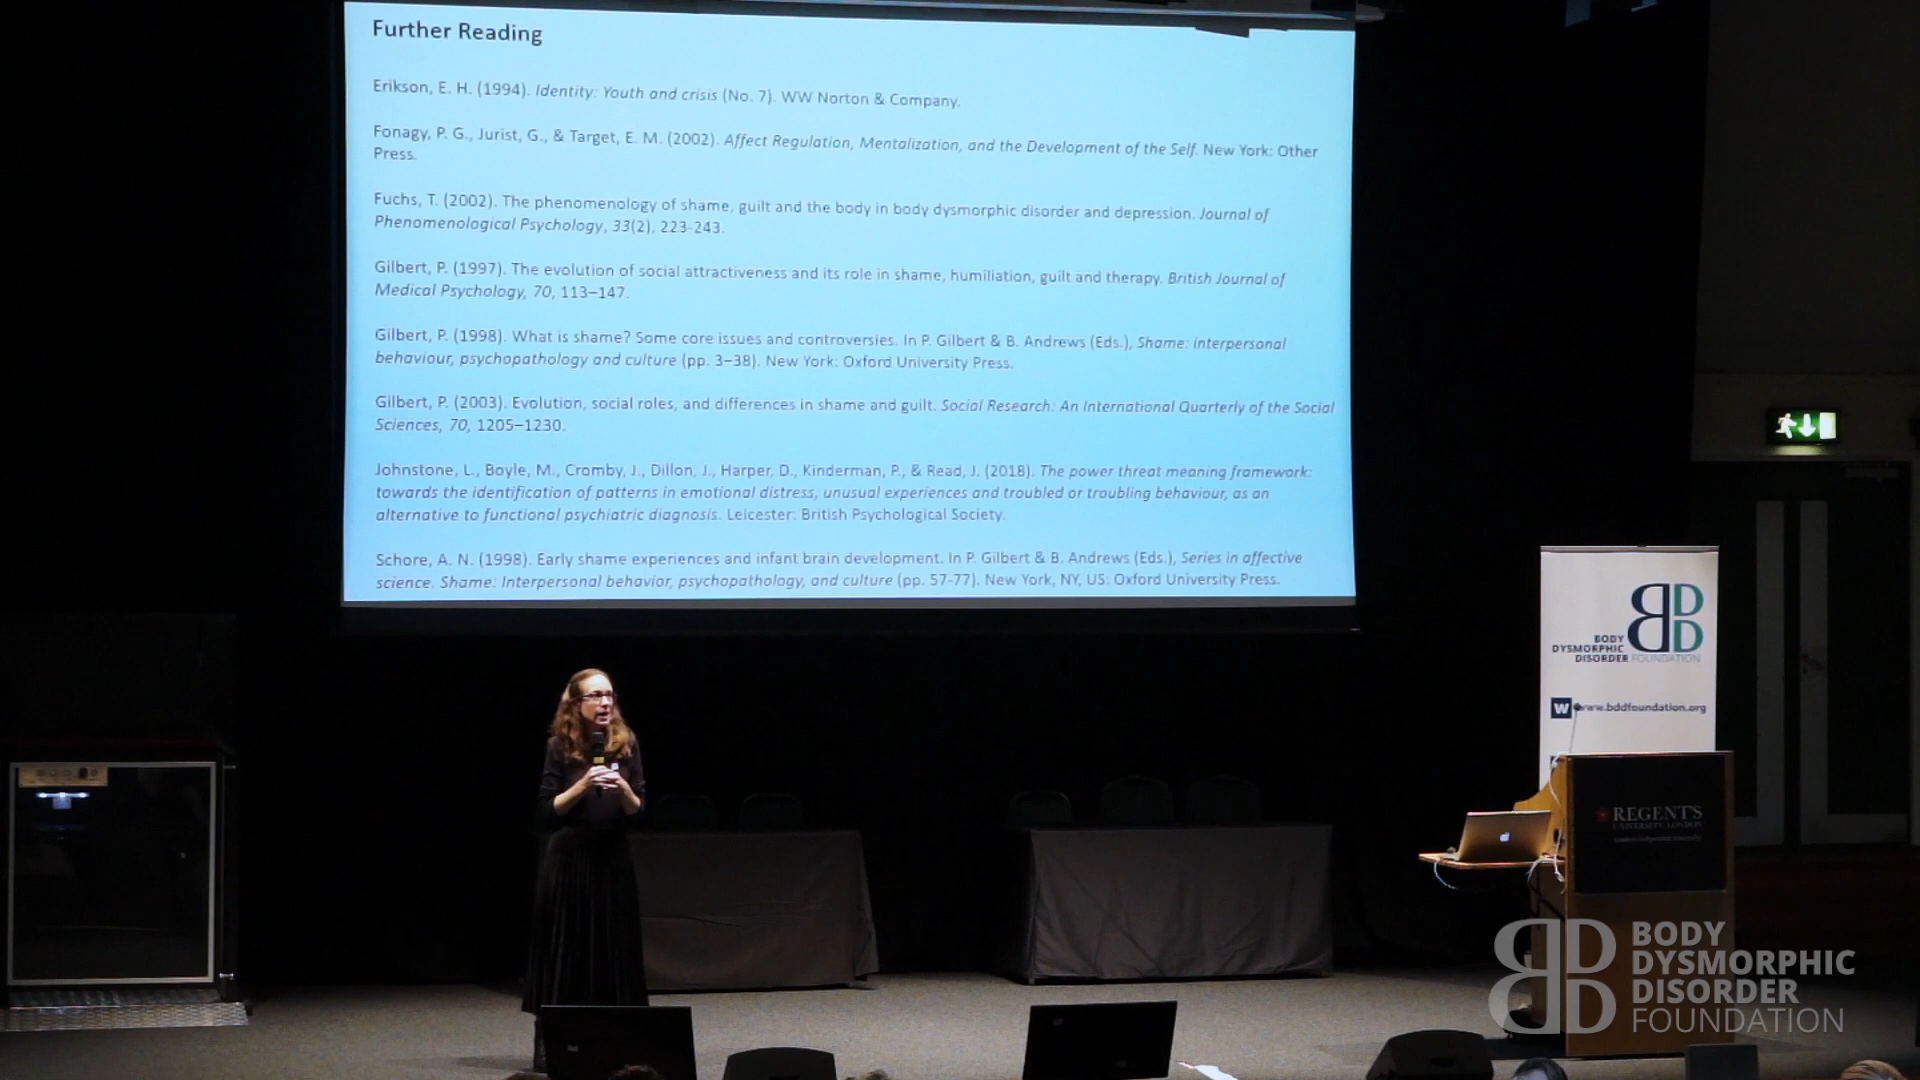 Further Reading
Erikson, E. H. (1994). Identity: Youth and crisis (No. 7). WW Norton & Company.
Fonagy, P. G., Jurist, G., & Target, E. M. (2002). Affect Regulation, Mentalization, and the Development of the Self. New York: Other
Press.
Fuchs, T. (2002). The phenomenology of shame, guilt and the body in body dysmorphic disorder and depression. Journal of
Phenomenological Psychology, 33(2), 223-243.
Gilbert, P. (1997). The evolution of social attractiveness and its role in shame, humiliation, guilt and therapy. British Journal of
Medical Psychology, 70, 113–147.
Gilbert, P. (1998). What is shame? Some core issues and controversies. In P. Gilbert & B. Andrews (Eds.), Shame: interpersonal
behaviour, psychopathology and culture (pp. 3–38). New York: Oxford University Press.
Gilbert, P. (2003). Evolution, social roles, and differences in shame and guilt. Social Research: An International Quarterly of the Social
Sciences, 70, 1205–1230.
Johnstone, L., Boyle, M., Cromby, J., Dillon, J., Harper, D., Kinderman, P., & Read, J. (2018). The power threat meaning framework:
towards the identification of patterns in emotional distress, unusual experiences and troubled or troubling behaviour, as an
alternative to functional psychiatric diagnosis. Leicester: British Psychological Society.
Schore, A. N. (1998). Early shame experiences and infant brain development. In P. Gilbert & B. Andrews (Eds.), Series in affective
science. Shame: Interpersonal behavior, psychopathology, and culture (pp. 57-77). New York, NY, US: Oxford University Press.
BODY
DYSMORPHIC
DISORDER FOUNDATION
W www.bddfoundation.org
REGENT'S
UNIVERSITY LONDON
BODY
DYSMORPHIC
DISORDER
FOUNDATION